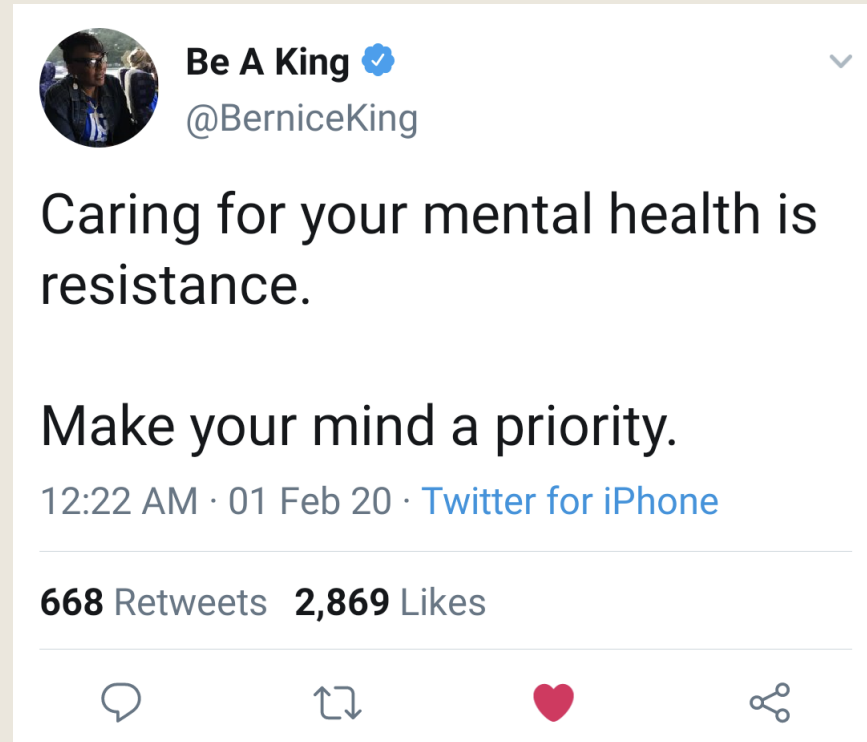 Be A King
@BerniceKing
Caring for your mental health is
resistance.
Make your mind a priority.
12:22 AM · 01 Feb 20 · Twitter for iPhone
668 Retweets 2,869 Likes